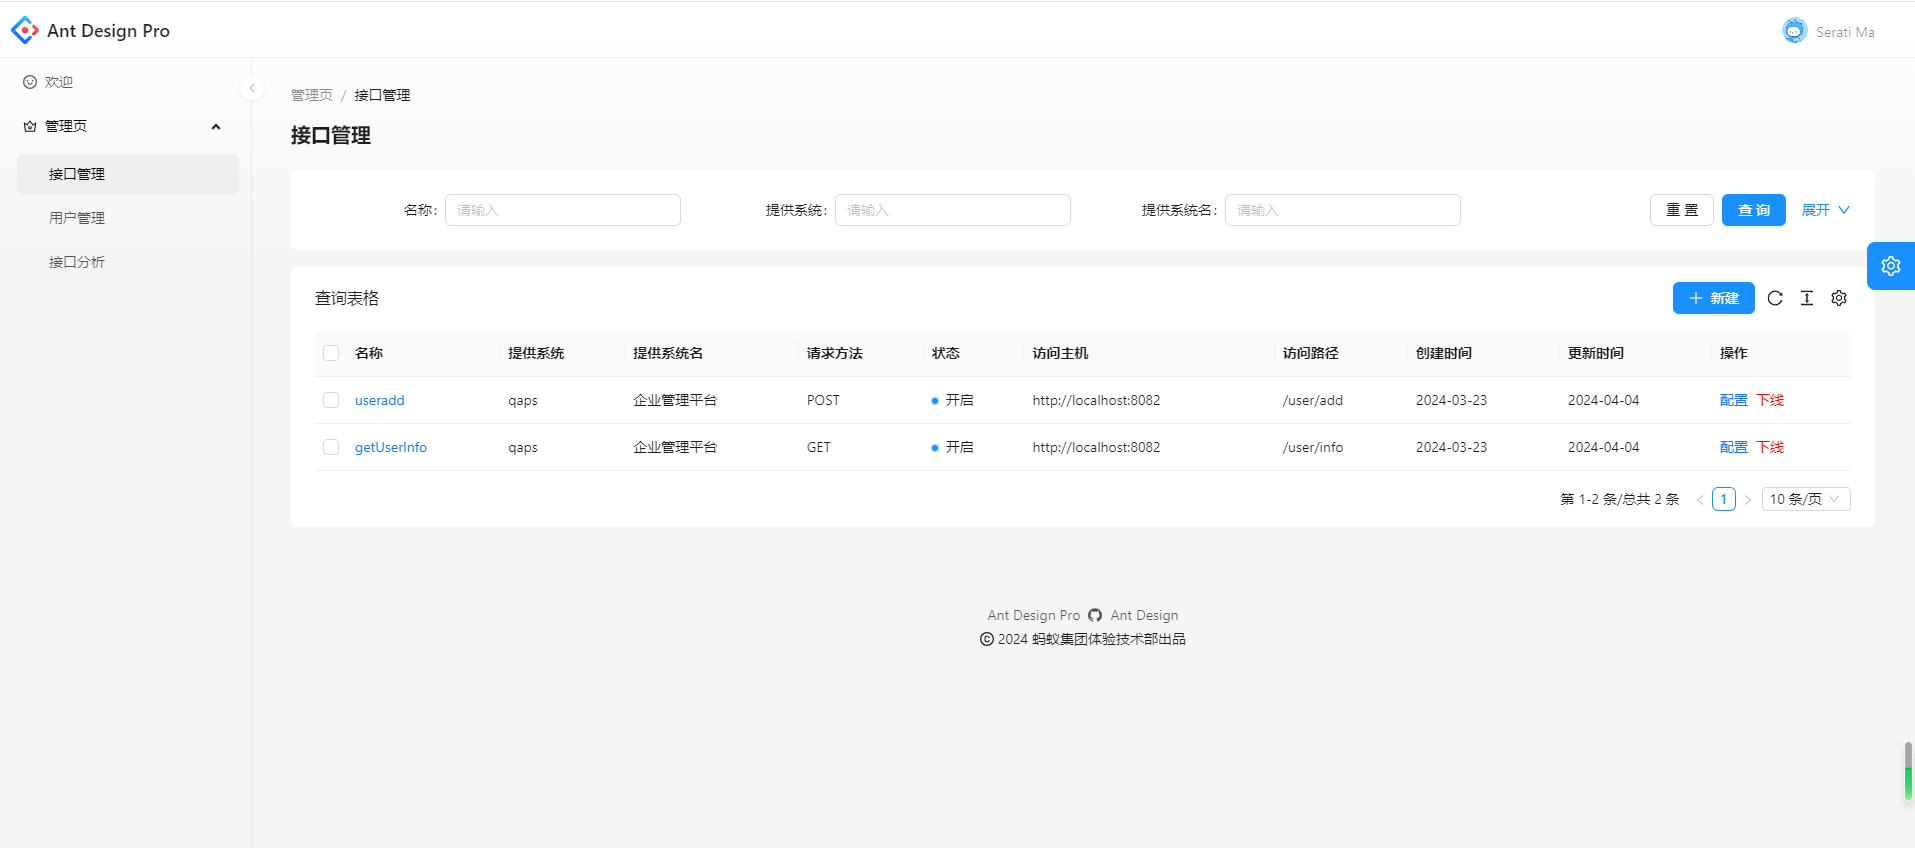 Ant Design Pro
Serati Ma
欢迎
管理页
接口管理
用户管理
接口分析
管理页 / 接口管理
接口管理
名称: 请输入 提供系统: 请输入 提供系统名: 请输入 重 置 查 询 展开
查询表格 新建
名称 提供系统 提供系统名 请求方法 状态 访问主机 访问路径 创建时间 更新时间 操作
useradd qaps 企业管理平台 POST 开启 http://localhost:8082 /user/add 2024-03-23 2024-04-04 配置 下线
getUserInfo qaps 企业管理平台 GET 开启 http://localhost:8082 /user/info 2024-03-23 2024-04-04 配置 下线
第 1-2 条/总共 2 条 < 1 > 10 条/页
Ant Design Pro Ant Design
© 2024 蚂蚁集团体验技术部出品